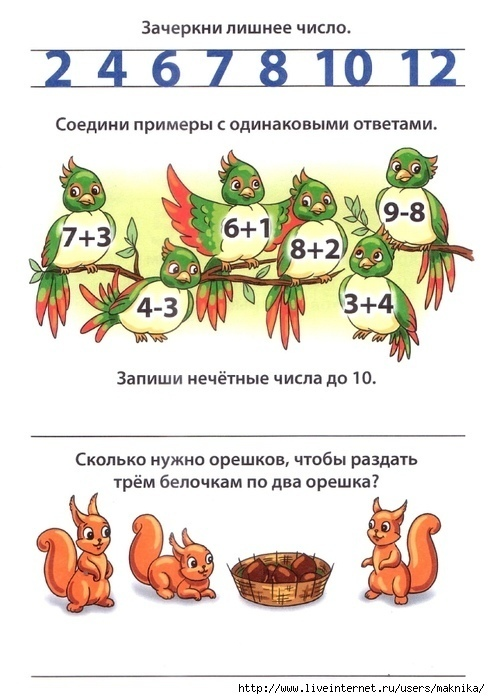 Зачеркни лишнее число.
2 4 6 7 8 10 12
Соедини примеры с одинаковыми ответами.
7+3
6+1
8+2
9-8
4-3
3+4
Запиши нечётные числа до 10.
Сколько нужно орешков, чтобы раздать
трём белочкам по два орешка?
http://www.liveinternet.ru/users/maknika/